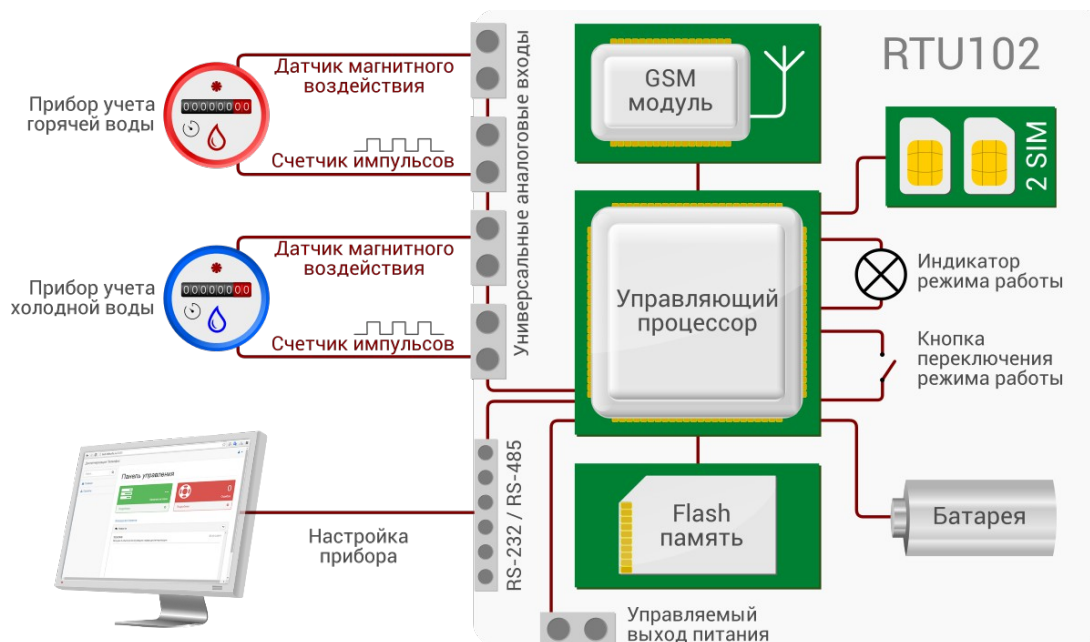 RTU102
Датчик магнитного
воздействия
Прибор учета
горячей воды
00000000
Счетчик импульсов
Универсальные аналоговые входы
GSM
модуль
2 SIM
Датчик магнитного
воздействия
Прибор учета
холодной воды
00000000
Счетчик импульсов
Управляющий
процессор
Индикатор
режима работы
Кнопка
переключения
режима работы
Панель управления
Настройка
прибора
RS-232 / RS-485
Flash
память
Батарея
Управляемый
выход питания